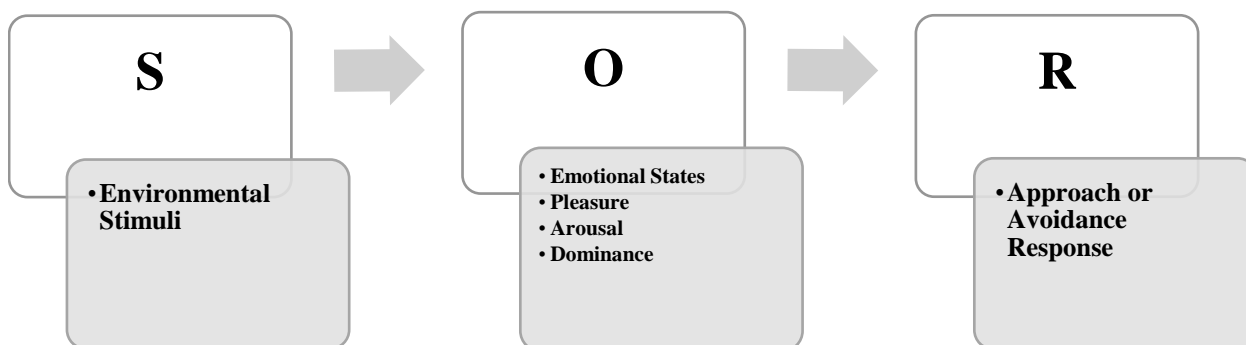 S
• Environmental
Stimuli
O
• Emotional States
• Pleasure
• Arousal
• Dominance
R
• Approach or
Avoidance
Response